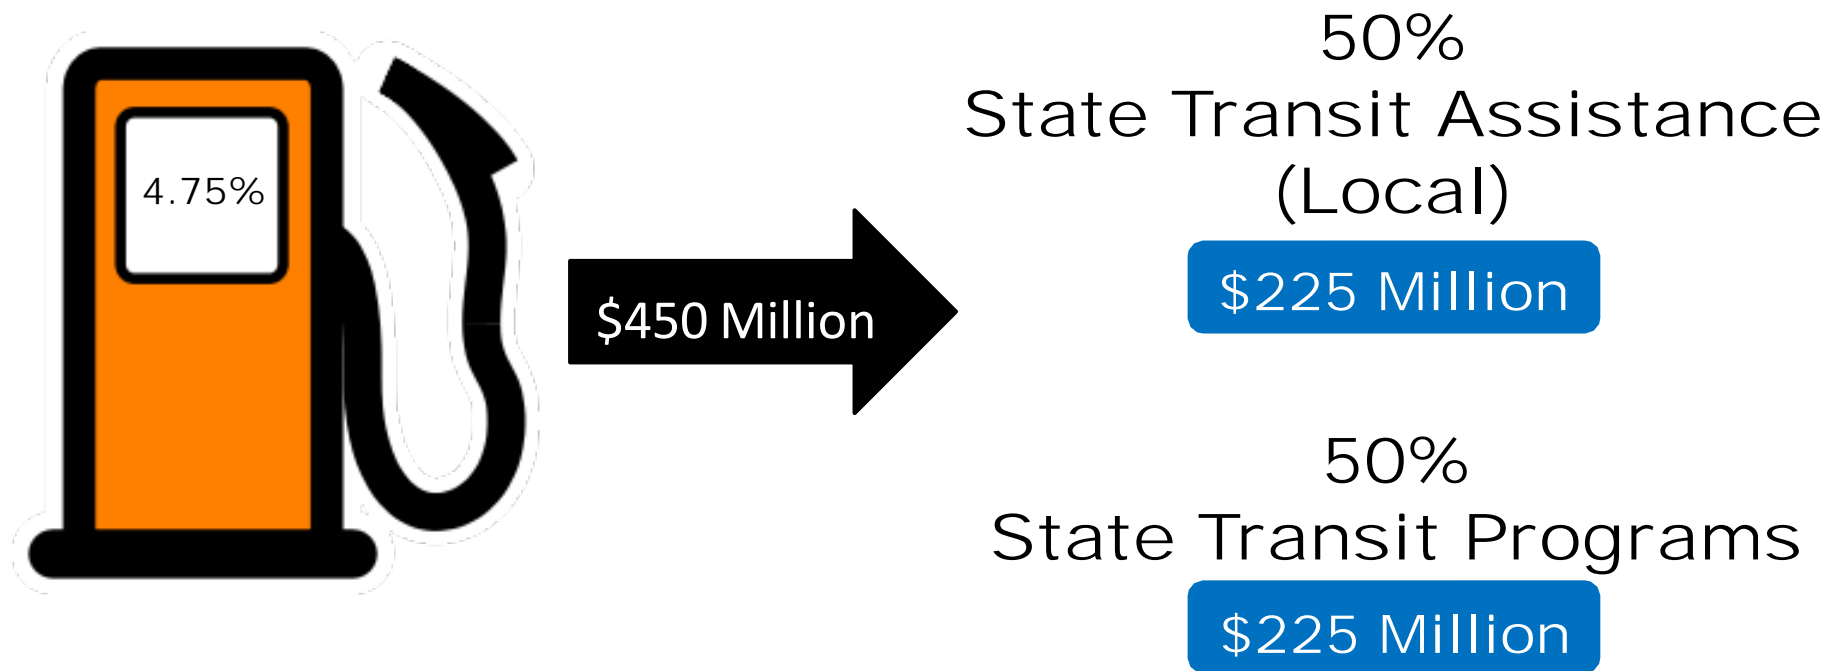 4.75%
$450 Million
50%
State Transit Assistance
(Local)
$225 Million
50%
State Transit Programs
$225 Million